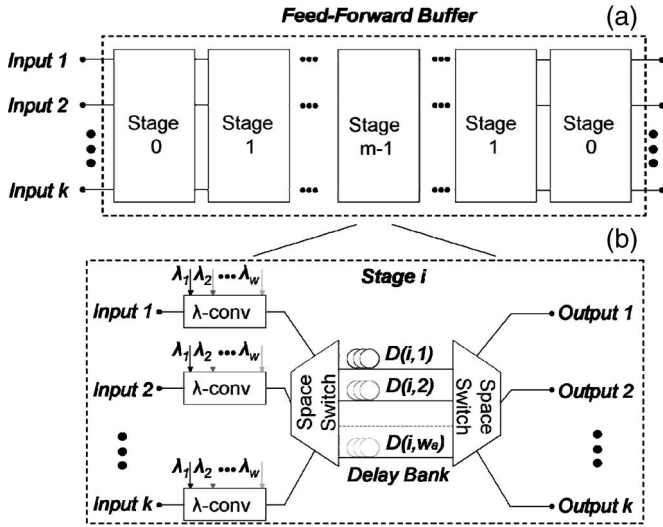 Feed-Forward Buffer
(a)
Input 1
Input 2
Input k
Stage 0
Stage 1
Stage m-1
Stage 1
Stage 0
(b)
Stage i
λ1 λ2 ••• λw
Input 1
λ-conv
λ1 λ2 ••• λw
Input 2
λ-conv
λ1 λ2 ••• λw
Input k
λ-conv
Space Switch
D(i,1)
D(i,2)
D(i,wa)
Delay Bank
Space Switch
Output 1
Output 2
Output k